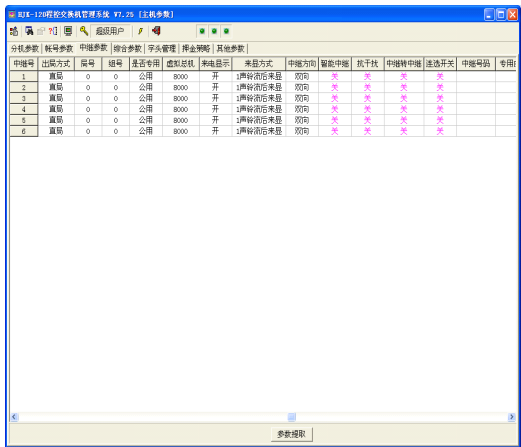 HJK-120程控交换机管理系统 V7.25 [主机参数]
超级用户
分机参数 帐号参数 中继参数 综合参数 字头管理 押金策略 其他参数
中继号 出局方式 局号 组号 是否专用 虚拟总机 来电显示 来显方式 中继方向 智能中继 抗干扰 中继转中继 连选开关 中继号码
1 直局 0 0 公用 8000 开 1声铃流后来显 双向 关 关 关 关
2 直局 0 0 公用 8000 开 1声铃流后来显 双向 关 关 关 关
3 直局 0 0 公用 8000 开 1声铃流后来显 双向 关 关 关 关
4 直局 0 0 公用 8000 开 1声铃流后来显 双向 关 关 关 关
5 直局 0 0 公用 8000 开 1声铃流后来显 双向 关 关 关 关
6 直局 0 0 公用 8000 开 1声铃流后来显 双向 关 关 关 关
参数提取